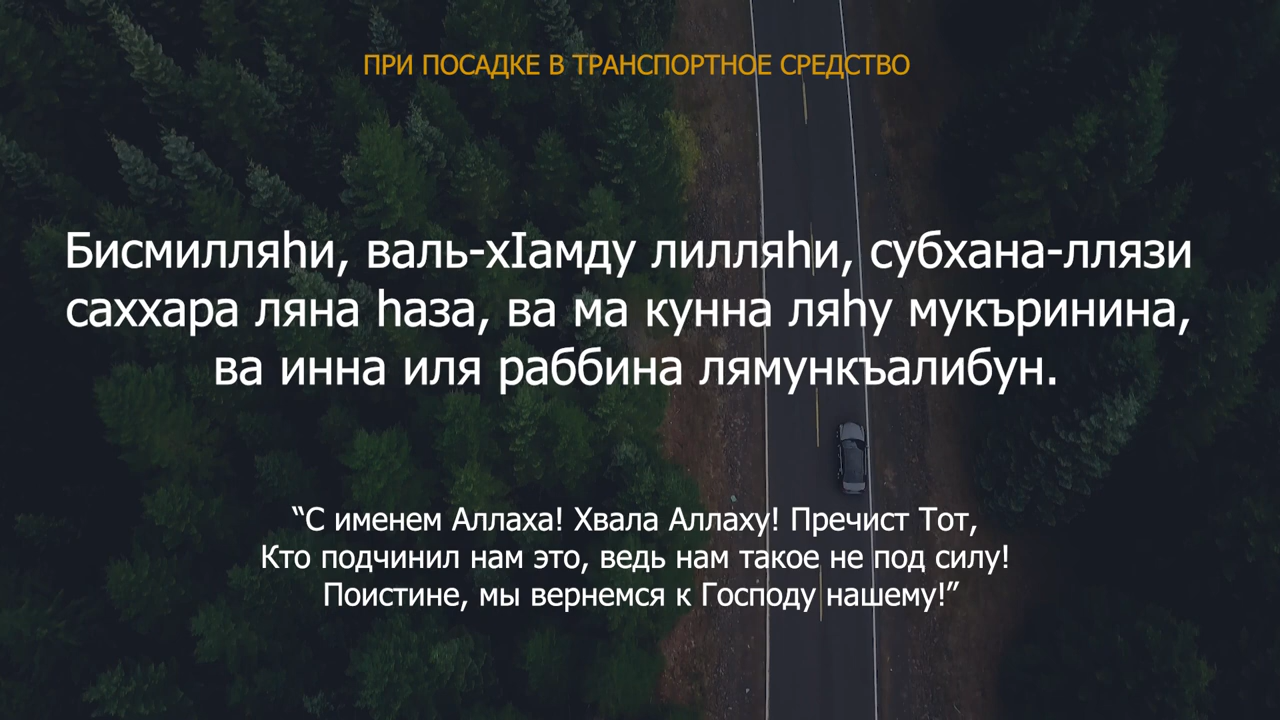 ПРИ ПОСАДКЕ В ТРАНСПОРТНОЕ СРЕДСТВО
Бисмилляhи, валь-хIамду лилляhи, субхана-ллязи
саххара ляна hаза, ва ма кунна ляhу мукъринина,
ва инна иля раббина лямункъалибун.
“С именем Аллаха! Хвала Аллаху! Пречист Тот,
Кто подчинил нам это, ведь нам такое не под силу!
Поистине, мы вернемся к Господу нашему!”